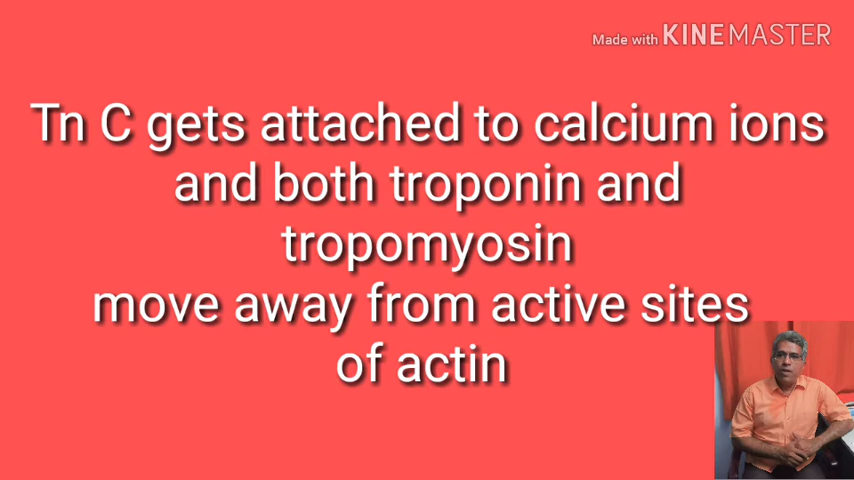 Made with KINEMASTER
Tn C gets attached to calcium ions
and both troponin and
tropomyosin
move away from active sites
of actin